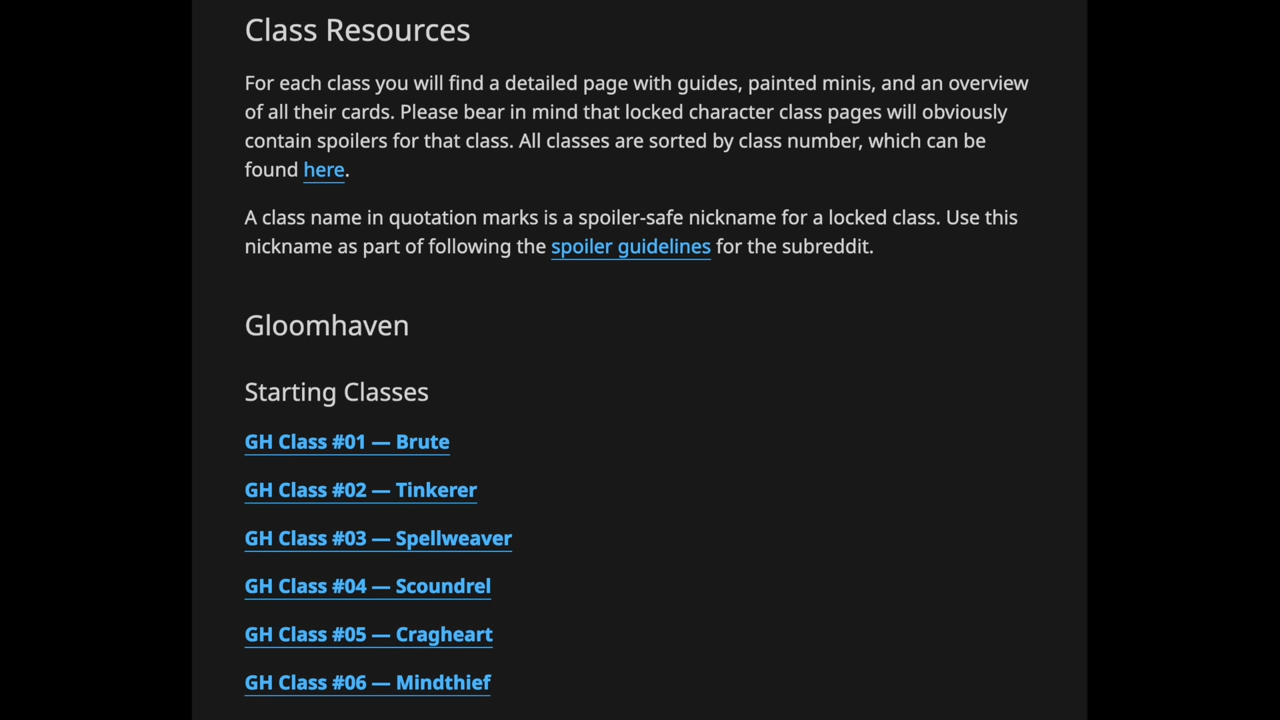 Class Resources
For each class you will find a detailed page with guides, painted minis, and an overview
of all their cards. Please bear in mind that locked character class pages will obviously
contain spoilers for that class. All classes are sorted by class number, which can be
found here.
A class name in quotation marks is a spoiler-safe nickname for a locked class. Use this
nickname as part of following the spoiler guidelines for the subreddit.
Gloomhaven
Starting Classes
GH Class #01 — Brute
GH Class #02 — Tinkerer
GH Class #03 — Spellweaver
GH Class #04 — Scoundrel
GH Class #05 — Cragheart
GH Class #06 — Mindthief